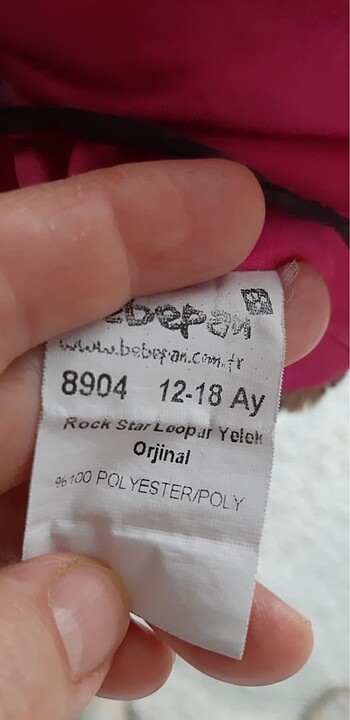 bebepan
www.bebepan.com.tr
8904 12-18 Ay
Rock Star Leopar Yelek
Orjinal
%100 POLYESTER/POLY